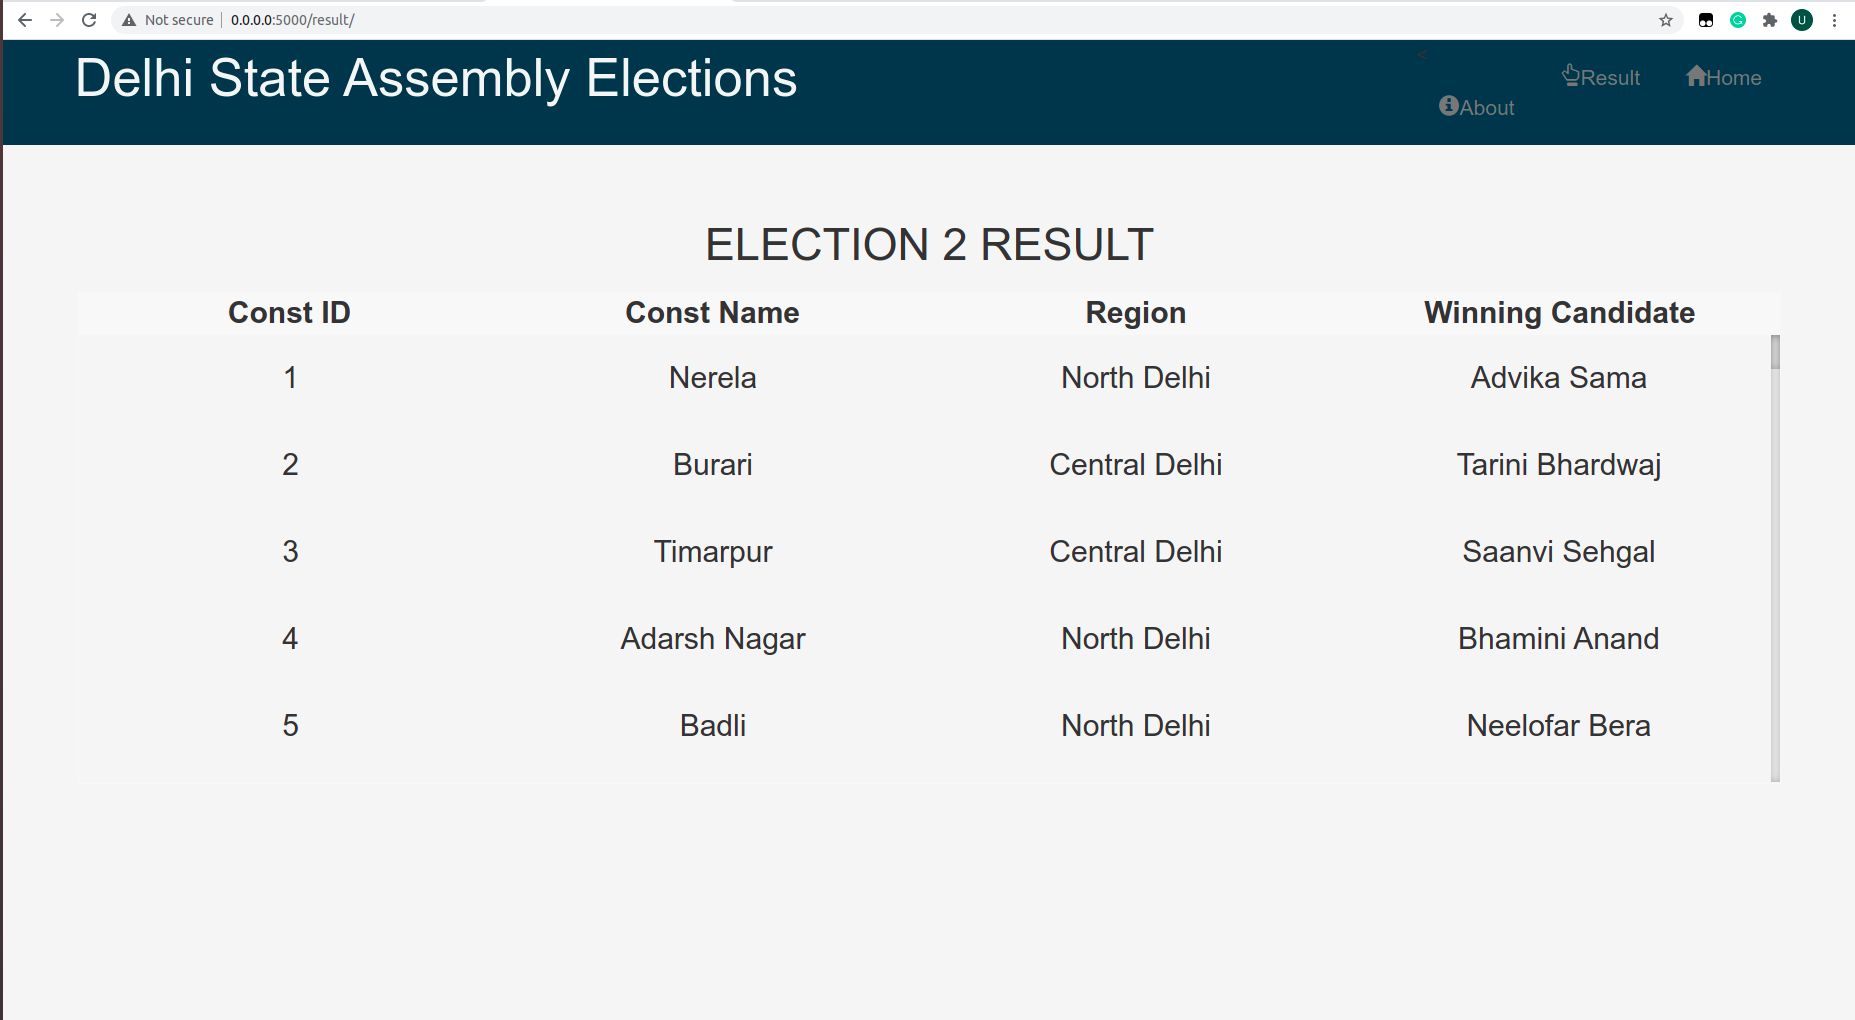 Not secure | 0.0.0.0:5000/result/ U
Delhi State Assembly Elections
<
Result Home
About
ELECTION 2 RESULT
Const ID Const Name Region Winning Candidate
1 Nerela North Delhi Advika Sama
2 Burari Central Delhi Tarini Bhardwaj
3 Timarpur Central Delhi Saanvi Sehgal
4 Adarsh Nagar North Delhi Bhamini Anand
5 Badli North Delhi Neelofar Bera